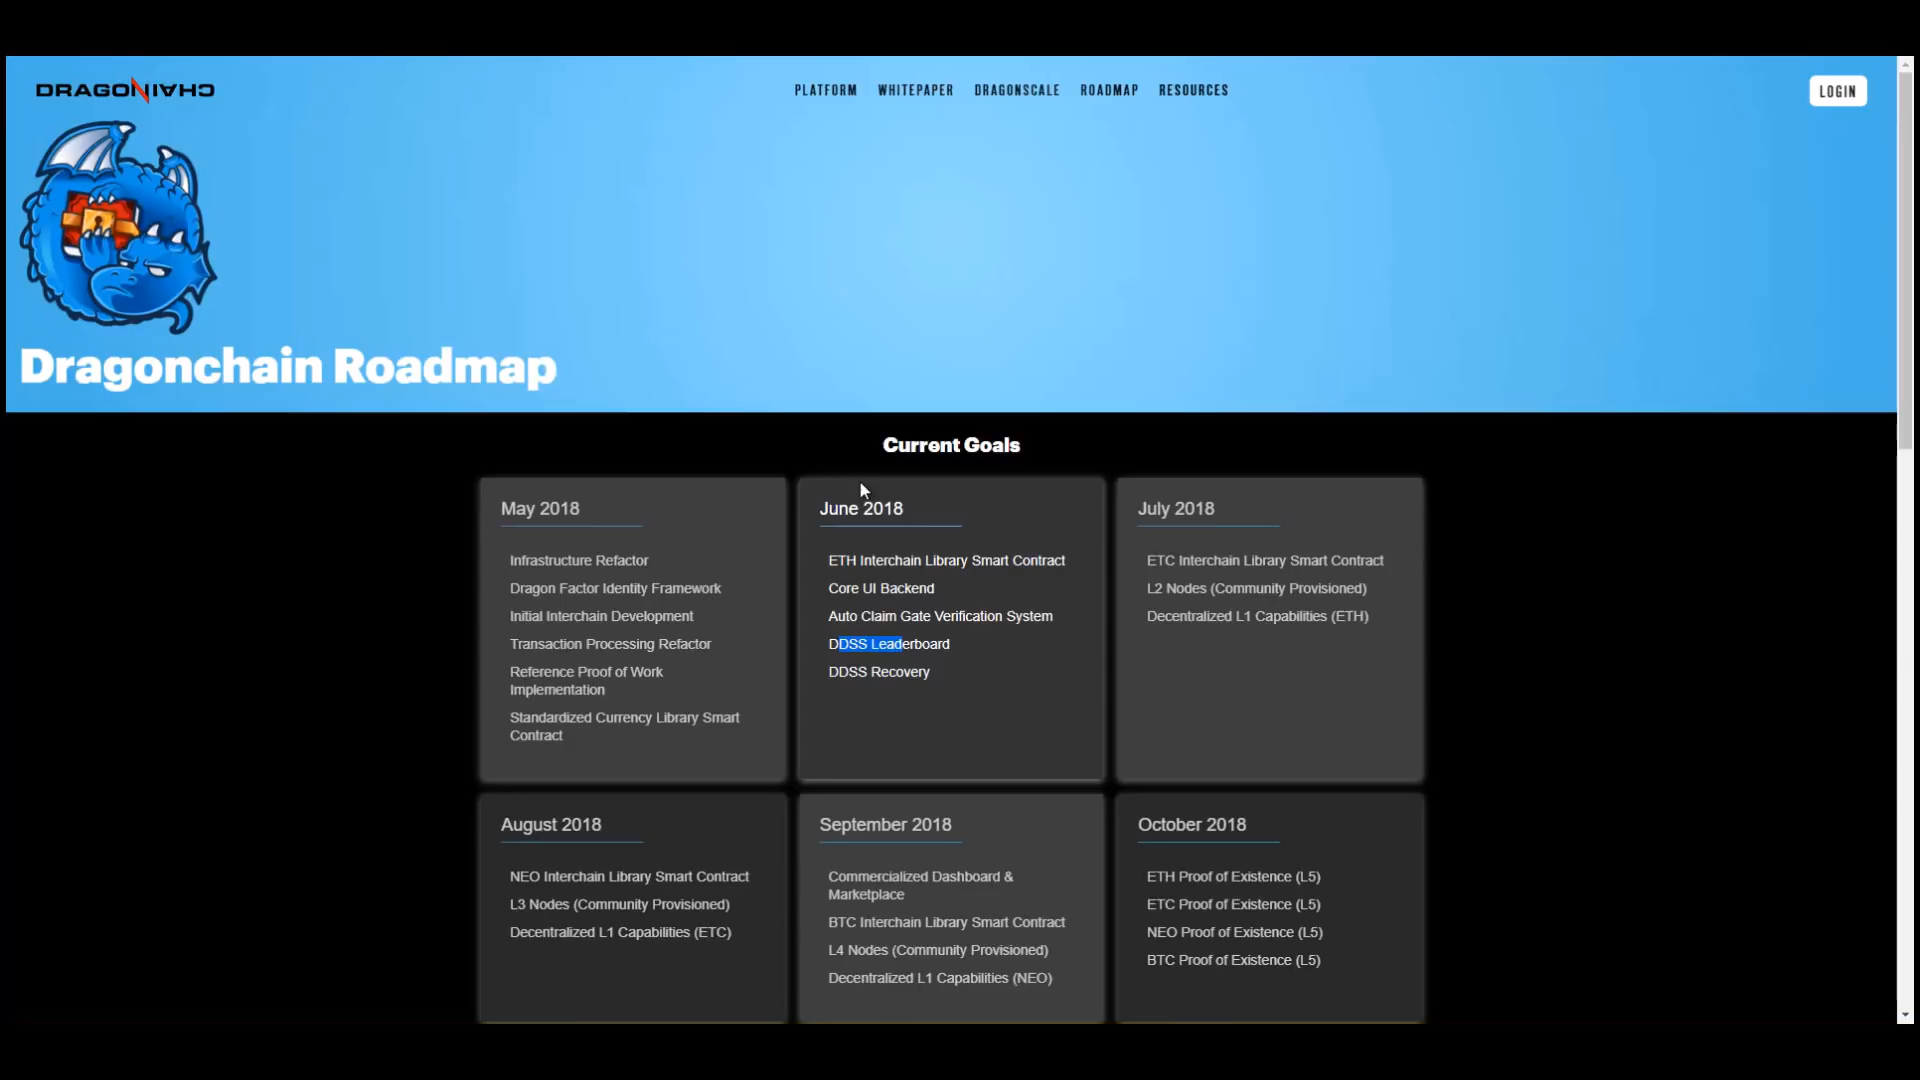 DRAGONCHAIN
PLATFORM
WHITEPAPER
DRAGONSCALE
ROADMAP
RESOURCES
LOGIN
Dragonchain Roadmap
Current Goals
May 2018
Infrastructure Refactor
Dragon Factor Identity Framework
Initial Interchain Development
Transaction Processing Refactor
Reference Proof of Work
Implementation
Standardized Currency Library Smart
Contract
June 2018
ETH Interchain Library Smart Contract
Core UI Backend
Auto Claim Gate Verification System
DDSS Leaderboard
DDSS Recovery
July 2018
ETC Interchain Library Smart Contract
L2 Nodes (Community Provisioned)
Decentralized L1 Capabilities (ETH)
August 2018
NEO Interchain Library Smart Contract
L3 Nodes (Community Provisioned)
Decentralized L1 Capabilities (ETC)
September 2018
Commercialized Dashboard &
Marketplace
BTC Interchain Library Smart Contract
L4 Nodes (Community Provisioned)
Decentralized L1 Capabilities (NEO)
October 2018
ETH Proof of Existence (L5)
ETC Proof of Existence (L5)
NEO Proof of Existence (L5)
BTC Proof of Existence (L5)